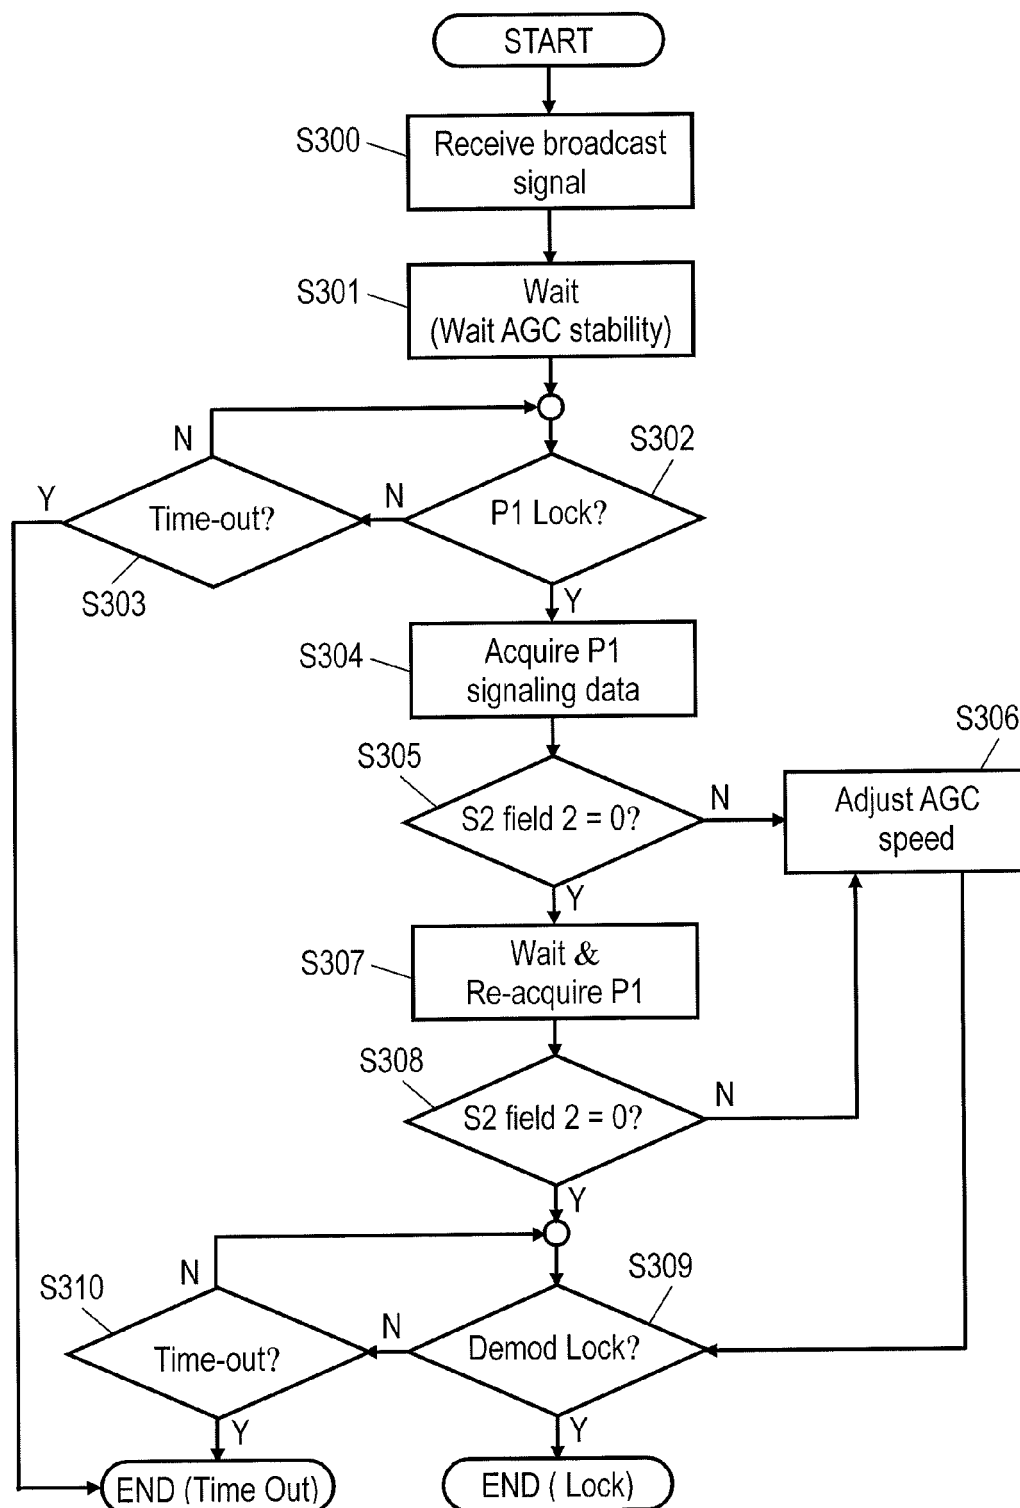 START
S300
Receive broadcast
signal
S301
Wait
(Wait AGC stability)
N
S302
Y
Time-out?
N
P1 Lock?
S303
Y
S304
Acquire P1
signaling data
S305
S306
S2 field 2 = 0?
N
Adjust AGC
speed
Y
S307
Wait &
Re-acquire P1
S308
S2 field 2 = 0?
N
Y
S310
N
S309
Time-out?
N
Demod Lock?
Y
Y
END (Time Out)
END ( Lock)